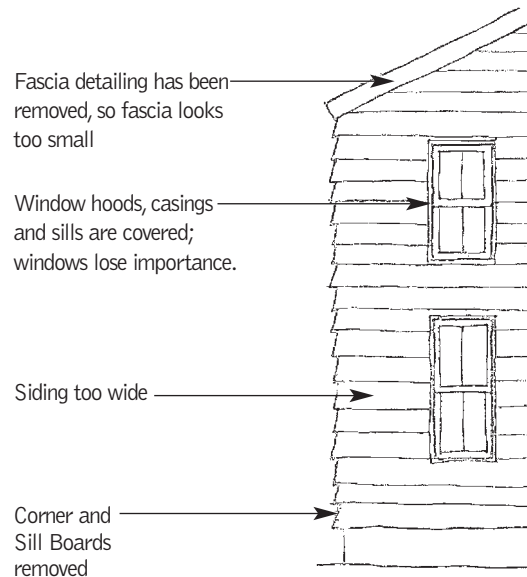 Fascia detailing has been
removed, so fascia looks
too small
Window hoods, casings
and sills are covered;
windows lose importance.
Siding too wide
Corner and
Sill Boards
removed